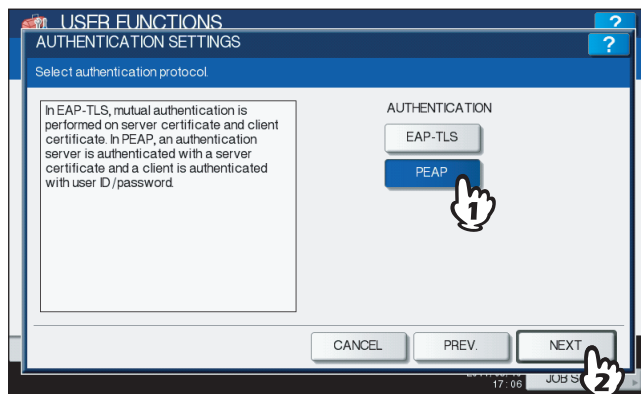 USER FUNCTIONS
?
AUTHENTICATION SETTINGS
?
Select authentication protocol.
In EAP-TLS, mutual authentication is
performed on server certificate and client
certificate. In PEAP, an authentication
server is authenticated with a server
certificate and a client is authenticated
with user ID/password.
AUTHENTICATION
EAP-TLS
PEAP
1
CANCEL
PREV.
NEXT
17:06
JOB S
2